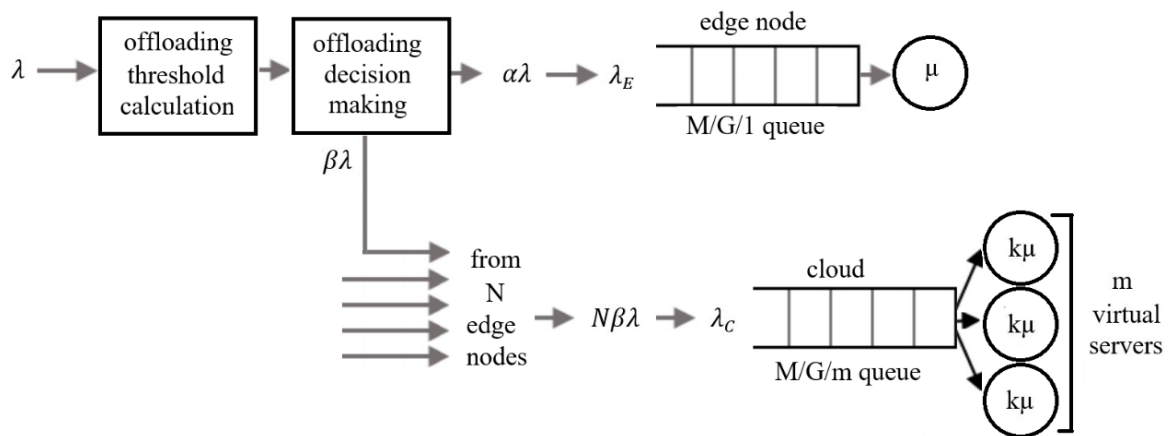 λ
offloading
threshold
calculation
offloading
decision
making
αλ
λ_E
edge node
μ
M/G/1 queue
βλ
from
N
edge
nodes
Nβλ
λ_C
cloud
M/G/m queue
kμ
kμ
kμ
m
virtual
servers